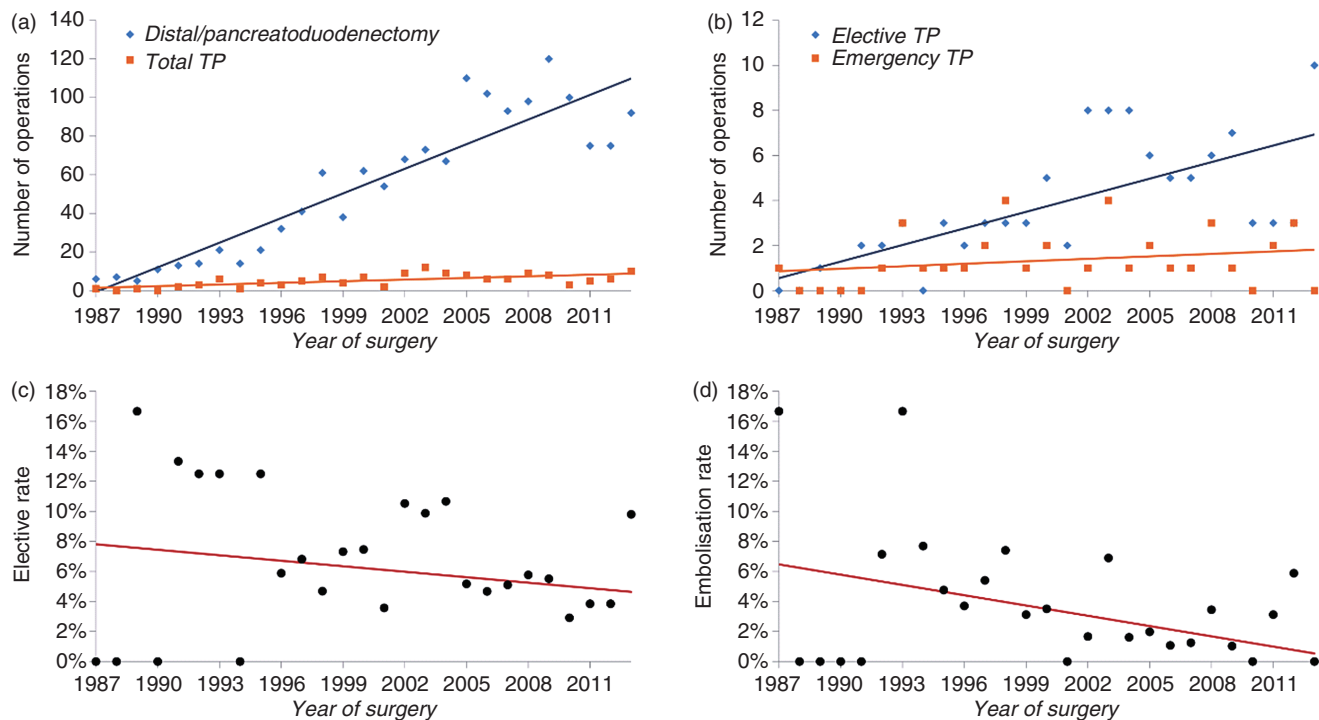 (a)
140
120
100
80
60
40
20
0
Number of operations
Distal/pancreatoduodenectomy
Total TP
1987 1990 1993 1996 1999 2002 2005 2008 2011
Year of surgery
(b)
12
10
8
6
4
2
0
Number of operations
Elective TP
Emergency TP
1987 1990 1993 1996 1999 2002 2005 2008 2011
Year of surgery
(c)
18%
16%
14%
12%
10%
8%
6%
4%
2%
0%
Elective rate
1987 1990 1993 1996 1999 2002 2005 2008 2011
Year of surgery
(d)
18%
16%
14%
12%
10%
8%
6%
4%
2%
0%
Embolisation rate
1987 1990 1993 1996 1999 2002 2005 2008 2011
Year of surgery